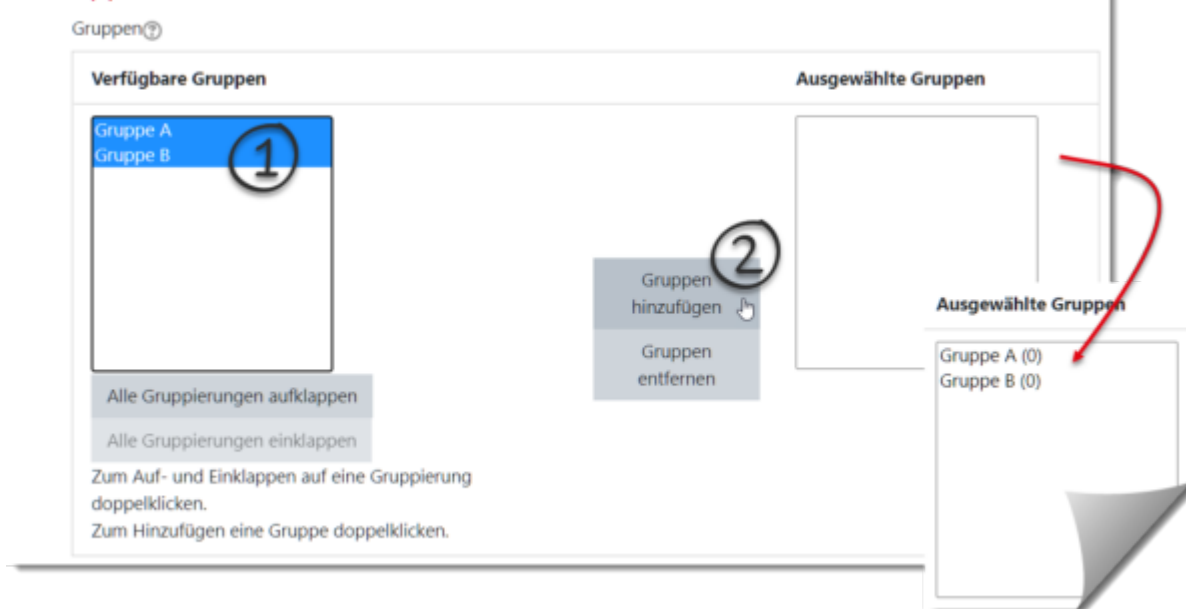 Gruppen?
Verfügbare Gruppen
Ausgewählte Gruppen
Gruppe A
Gruppe B
1
2
Gruppen
hinzufügen
Gruppen
entfernen
Ausgewählte Gruppen
Gruppe A (0)
Gruppe B (0)
Alle Gruppierungen aufklappen
Alle Gruppierungen einklappen
Zum Auf- und Einklappen auf eine Gruppierung
doppelklicken.
Zum Hinzufügen eine Gruppe doppelklicken.